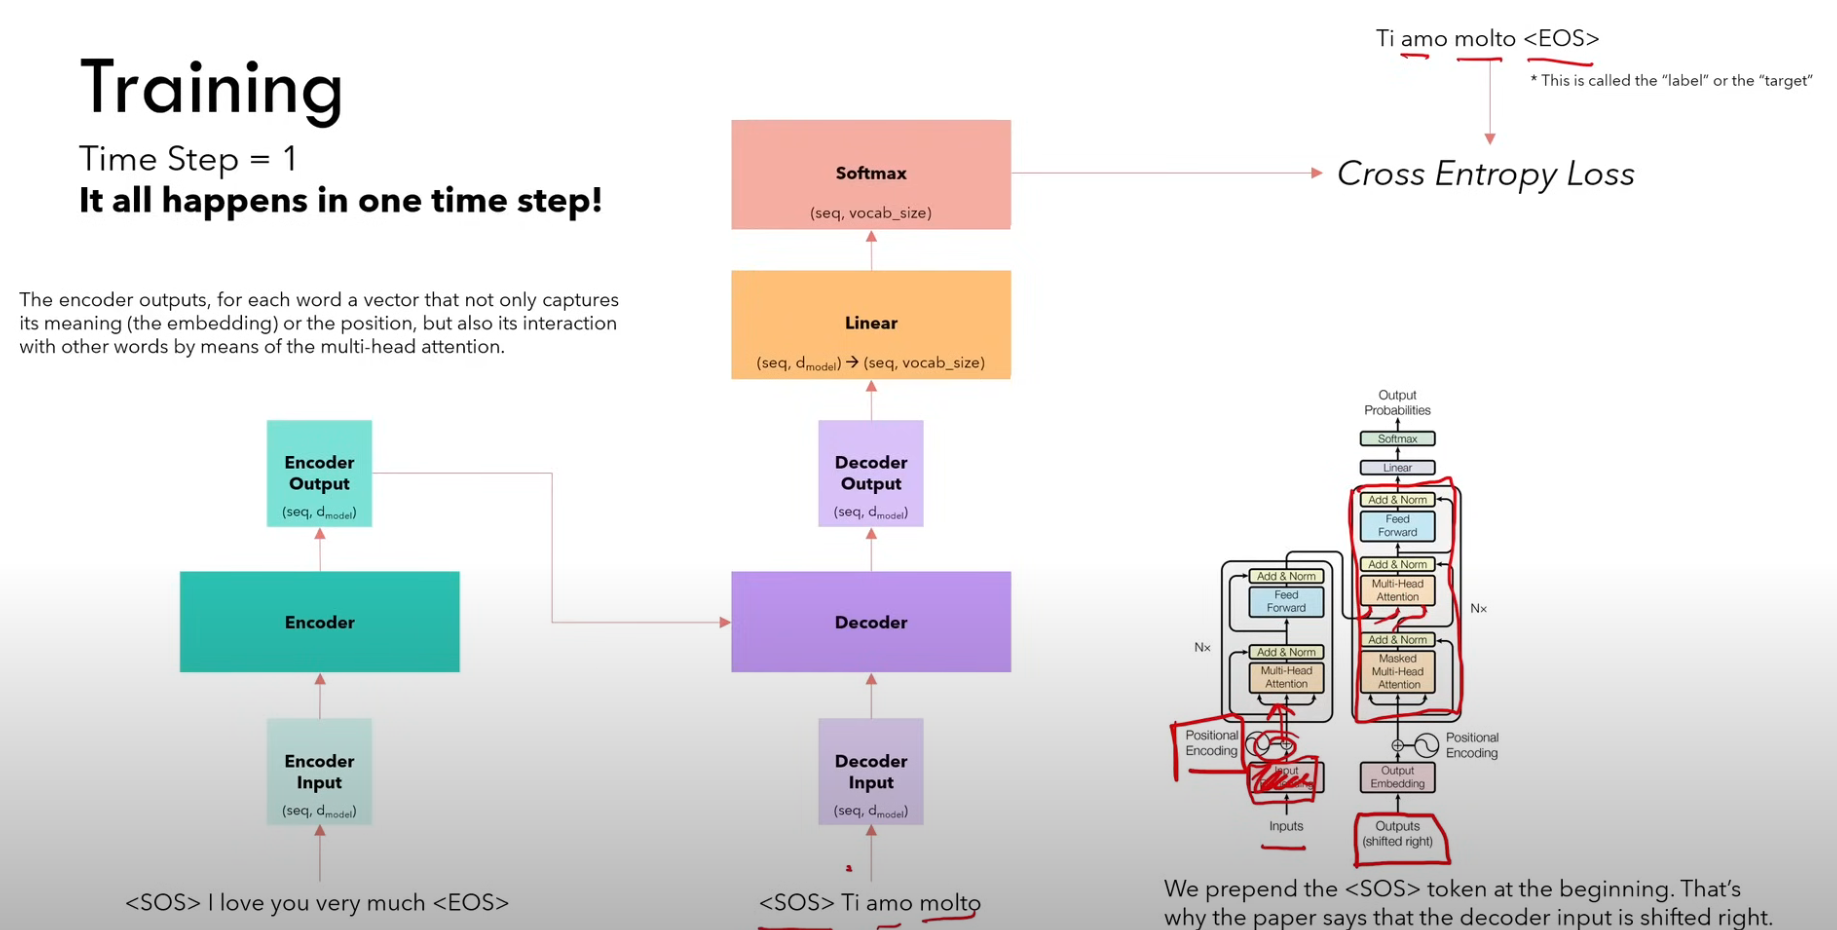 Training
Time Step = 1
It all happens in one time step!
Ti amo molto <EOS>
* This is called the “label” or the “target”
Softmax
(seq, vocab_size)
Cross Entropy Loss
The encoder outputs, for each word a vector that not only captures
its meaning (the embedding) or the position, but also its interaction
with other words by means of the multi-head attention.
Linear
(seq, dmodel) → (seq, vocab_size)
Encoder
Output
(seq, dmodel)
Decoder
Output
(seq, dmodel)
Encoder
Decoder
Encoder
Input
(seq, dmodel)
Decoder
Input
(seq, dmodel)
<SOS> I love you very much <EOS>
<SOS> Ti amo molto
Output
Probabilities
Softmax
Linear
Add & Norm
Feed
Forward
Add & Norm
Multi-Head
Attention
Add & Norm
Masked
Multi-Head
Attention
Nx
Add & Norm
Feed
Forward
Add & Norm
Multi-Head
Attention
Nx
Positional
Encoding
Input
Positional
Encoding
Output
Embedding
Inputs
Outputs
(shifted right)
We prepend the <SOS> token at the beginning. That’s
why the paper says that the decoder input is shifted right.